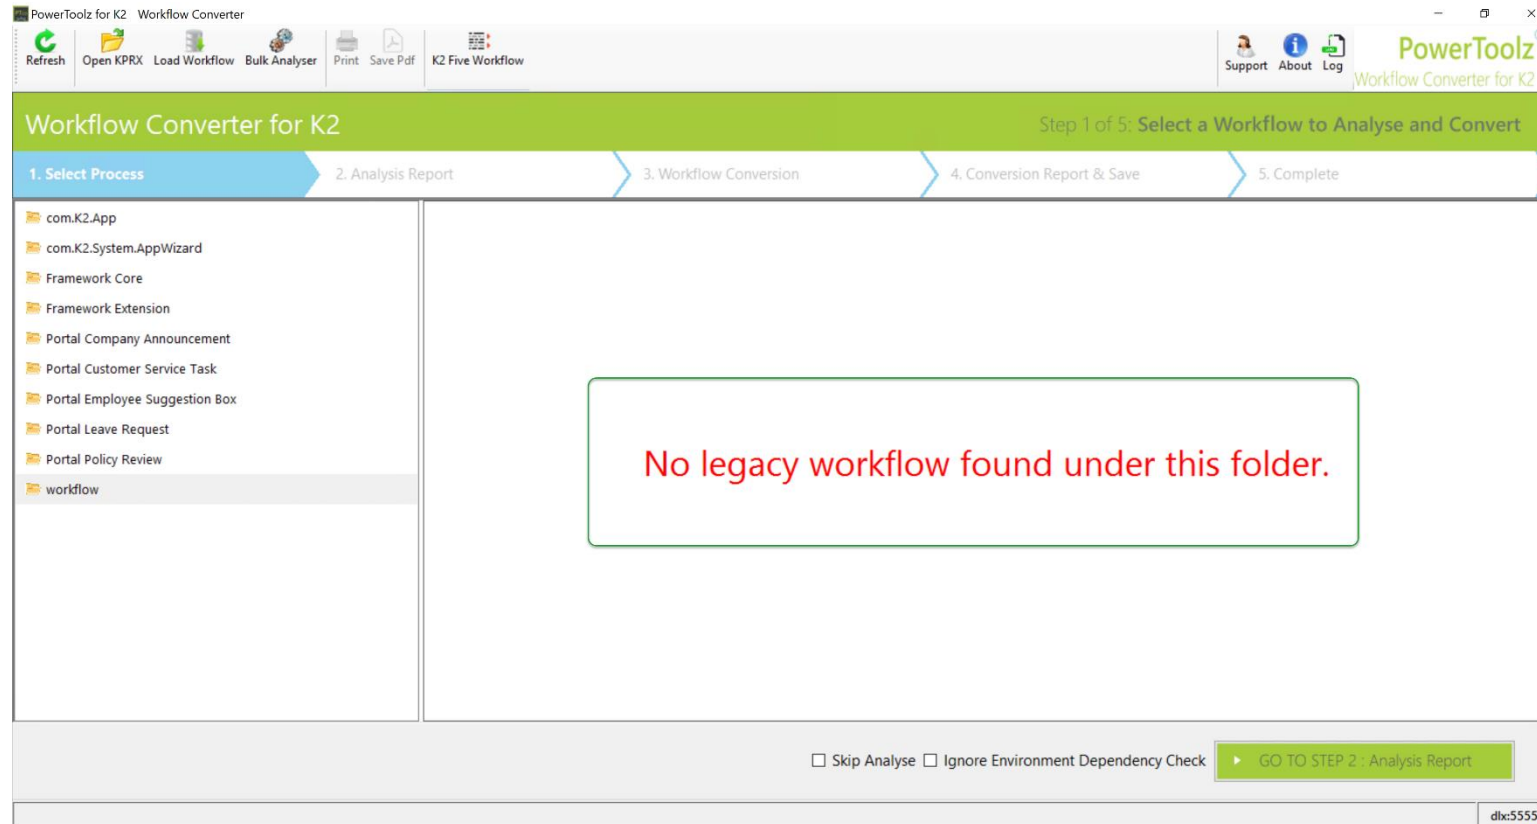 PowerToolz for K2 Workflow Converter
Refresh Open KPRX Load Workflow Bulk Analyser Print Save Pdf K2 Five Workflow Support About Log
PowerToolz
Workflow Converter for K2
Workflow Converter for K2 Step 1 of 5: Select a Workflow to Analyse and Convert
1. Select Process 2. Analysis Report 3. Workflow Conversion 4. Conversion Report & Save 5. Complete
com.K2.App
com.K2.System.AppWizard
Framework Core
Framework Extension
Portal Company Announcement
Portal Customer Service Task
Portal Employee Suggestion Box
Portal Leave Request
Portal Policy Review
workflow
No legacy workflow found under this folder.
Skip Analyse Ignore Environment Dependency Check GO TO STEP 2 : Analysis Report
dlx:5555